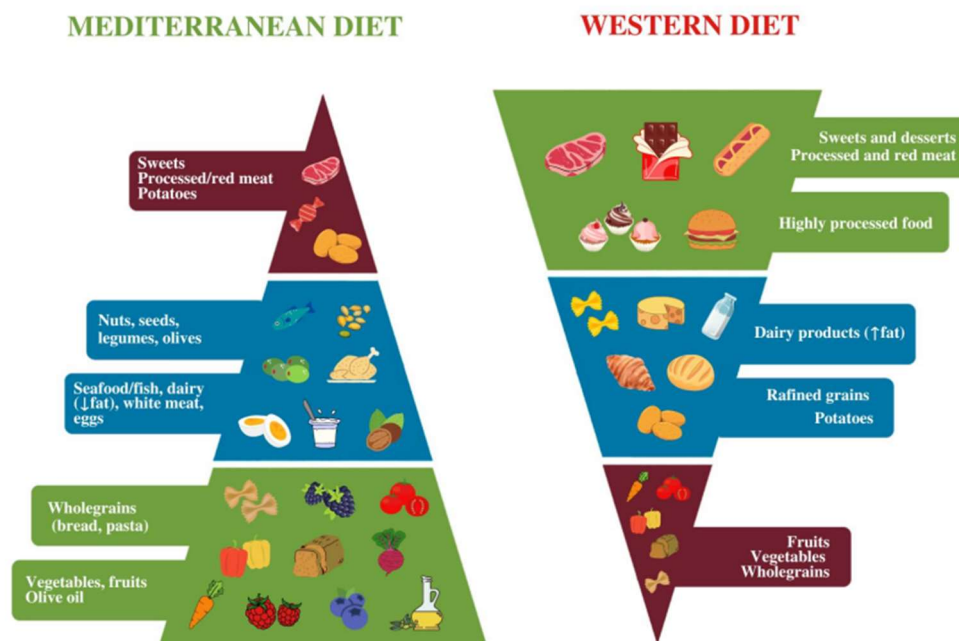 MEDITERRANEAN DIET
Sweets
Processed/red meat
Potatoes
Nuts, seeds,
legumes, olives
Seafood/fish, dairy
(↓fat), white meat,
eggs
Wholegrains
(bread, pasta)
Vegetables, fruits
Olive oil
WESTERN DIET
Sweets and desserts
Processed and red meat
Highly processed food
Dairy products (↑fat)
Refined grains
Potatoes
Fruits
Vegetables
Wholegrains